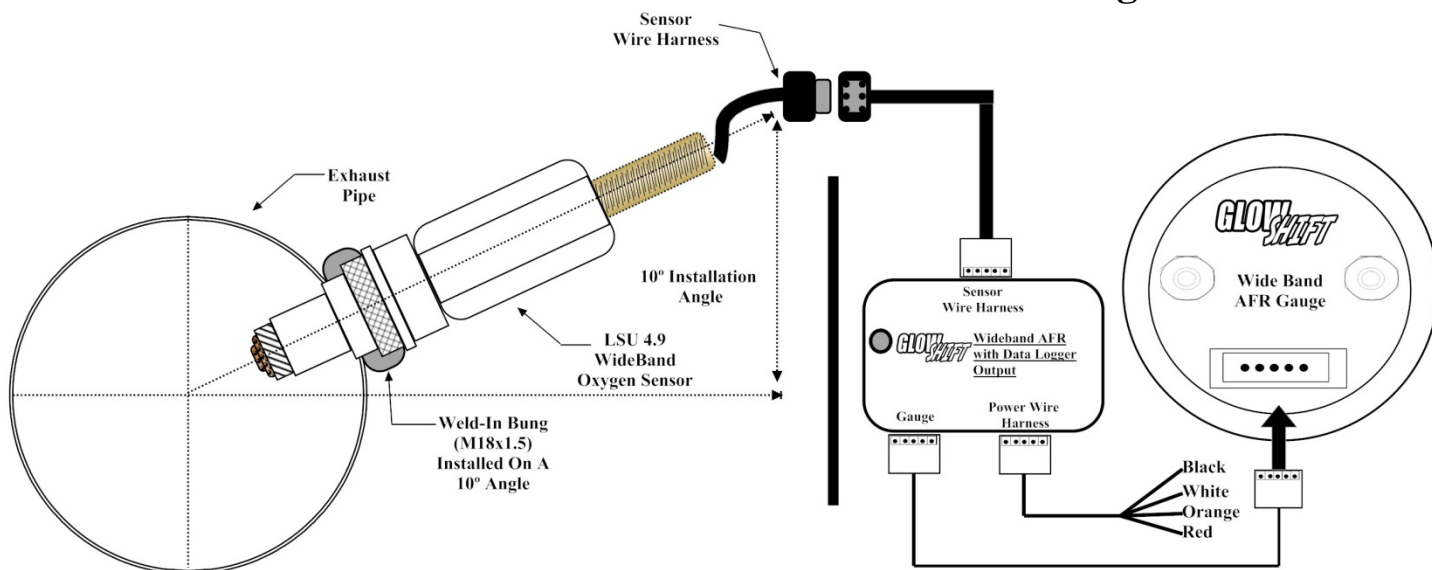 Sensor
Wire Harness
Exhaust
Pipe
10º Installation
Angle
LSU 4.9
WideBand
Oxygen Sensor
Weld-In Bung
(M18x1.5)
Installed On A
10º Angle
Sensor
Wire Harness
GLOWSHIFT
Wideband AFR
with Data Logger
Output
Gauge
Power Wire
Harness
Black
White
Orange
Red
GLOWSHIFT
Wide Band
AFR Gauge